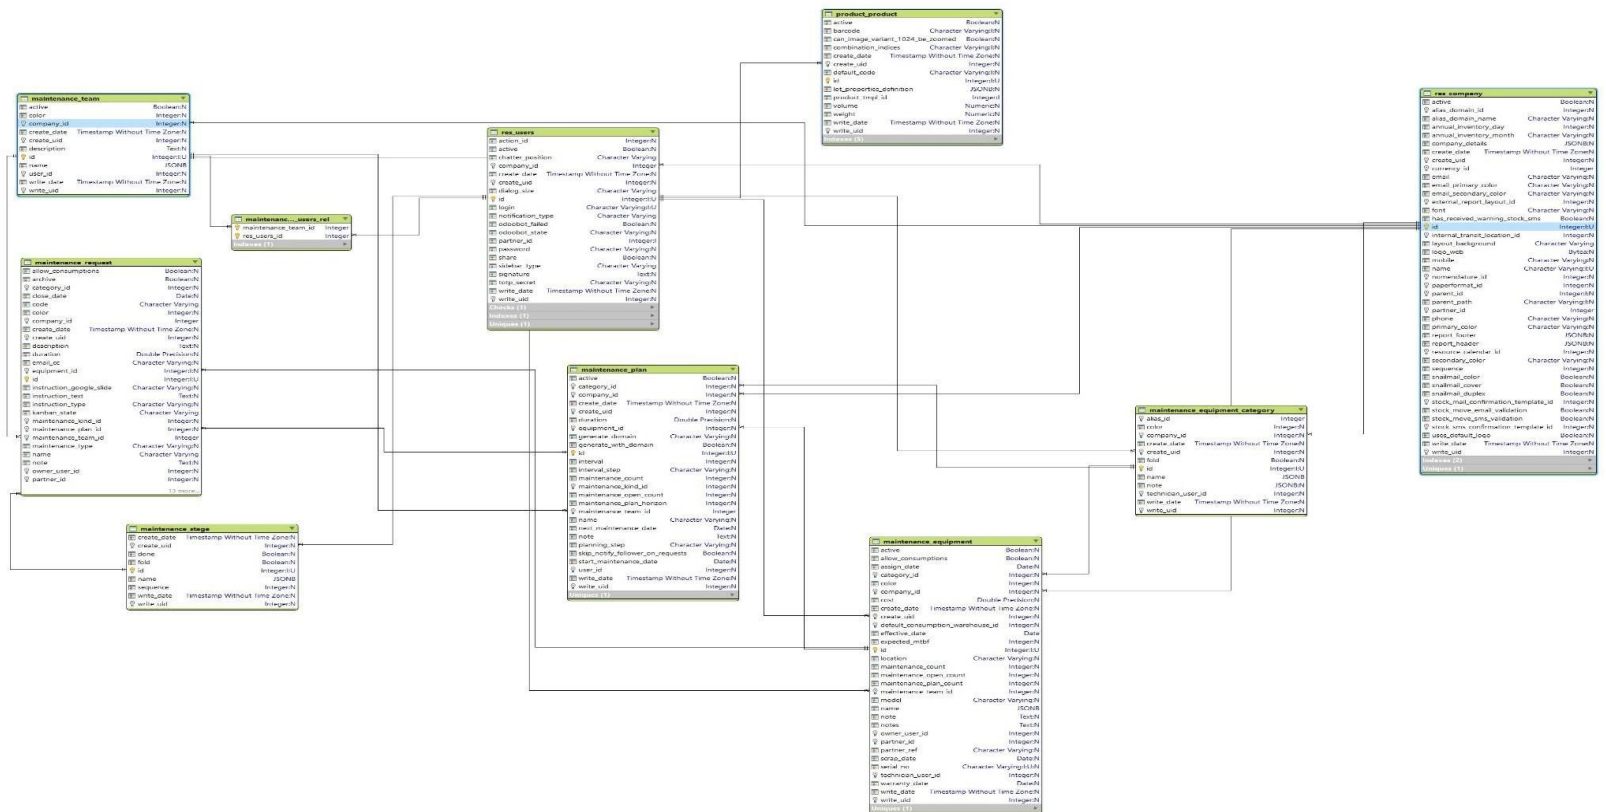 product_product
active Boolean:N
barcode Character Varying:I:N
can_image_variant_1024_be_zoomed Boolean:N
combination_indices Character Varying:I:N
create_date Timestamp Without Time Zone:N
create_uid Integer:N
default_code Character Varying:I:N
id Integer:I:U
lot_properties_definition JSONB:N
product_tmpl_id Integer:I
volume Numeric:N
weight Numeric:N
write_date Timestamp Without Time Zone:N
write_uid Integer:N
Indexes (5)
maintenance_team
active Boolean:N
color Integer:N
company_id Integer:N
create_date Timestamp Without Time Zone:N
create_uid Integer:N
description Text:N
id Integer:I:U
name JSONB
user_id Integer:N
write_date Timestamp Without Time Zone:N
write_uid Integer:N
maintenanc..._users_rel
maintenance_team_id Integer
res_users_id Integer
Indexes (1)
res_users
action_id Integer:N
active Boolean:N
chatter_position Character Varying
company_id Integer
create_date Timestamp Without Time Zone:N
create_uid Integer:N
dialog_size Character Varying
id Integer:I:U
login Character Varying:I:U
notification_type Character Varying
odoobot_failed Boolean:N
odoobot_state Character Varying:N
partner_id Integer:I
password Character Varying:N
share Boolean:N
sidebar_type Character Varying
signature Text:N
totp_secret Character Varying:N
write_date Timestamp Without Time Zone:N
write_uid Integer:N
Checks (1)
Indexes (1)
Uniques (1)
res_company
active Boolean:N
alias_domain_id Integer:N
alias_domain_name Character Varying:N
annual_inventory_day Integer:N
annual_inventory_month Character Varying:N
company_details JSONB:N
create_date Timestamp Without Time Zone:N
create_uid Integer:N
currency_id Integer
email Character Varying:N
email_primary_color Character Varying:N
email_secondary_color Character Varying:N
external_report_layout_id Integer:N
font Character Varying:N
has_received_warning_stock_sms Boolean:N
id Integer:I:U
internal_transit_location_id Integer:N
layout_background Character Varying
logo_web Bytea:N
mobile Character Varying:N
name Character Varying:I:U
nomenclature_id Integer:N
paperformat_id Integer:N
parent_id Integer:I:N
parent_path Character Varying:I:N
partner_id Integer
phone Character Varying:N
primary_color Character Varying:N
report_footer JSONB:N
report_header JSONB:N
resource_calendar_id Integer:N
secondary_color Character Varying:N
sequence Integer:N
snailmail_color Boolean:N
snailmail_cover Boolean:N
snailmail_duplex Boolean:N
stock_mail_confirmation_template_id Integer:N
stock_move_email_validation Boolean:N
stock_move_sms_validation Boolean:N
stock_sms_confirmation_template_id Integer:N
uses_default_logo Boolean:N
write_date Timestamp Without Time Zone:N
write_uid Integer:N
Indexes (2)
Uniques (1)
maintenance_request
allow_consumptions Boolean:N
archive Boolean:N
category_id Integer:N
close_date Date:N
code Character Varying
color Integer:N
company_id Integer
create_date Timestamp Without Time Zone:N
create_uid Integer:N
description Text:N
duration Double Precision:N
email_cc Character Varying:N
equipment_id Integer:I:N
id Integer:I:U
instruction_google_slide Character Varying:N
instruction_text Text:N
instruction_type Character Varying:N
kanban_state Character Varying
maintenance_kind_id Integer:N
maintenance_plan_id Integer:I:N
maintenance_team_id Integer
maintenance_type Character Varying:N
name Character Varying
note Text:N
owner_user_id Integer:N
partner_id Integer:N
maintenance_plan
active Boolean:N
category_id Integer:N
company_id Integer:N
create_date Timestamp Without Time Zone:N
create_uid Integer:N
duration Double Precision:N
equipment_id Integer:N
generate_domain Character Varying:N
generate_with_domain Boolean:N
id Integer:I:U
interval Integer:N
interval_step Character Varying:N
maintenance_count Integer:N
maintenance_kind_id Integer:N
maintenance_open_count Integer:N
maintenance_plan_horizon Integer:N
maintenance_team_id Integer
name Character Varying:N
next_maintenance_date Date:N
note Text:N
planning_step Character Varying:N
skip_notify_follower_on_requests Boolean:N
start_maintenance_date Date:N
user_id Integer:N
write_date Timestamp Without Time Zone:N
write_uid Integer:N
Uniques (1)
maintenance_equipment_category
alias_id Integer
color Integer:N
company_id Integer:N
create_date Timestamp Without Time Zone:N
create_uid Integer:N
fold Boolean:N
id Integer:I:U
name JSONB
note JSONB:N
technician_user_id Integer:N
write_date Timestamp Without Time Zone:N
write_uid Integer:N
maintenance_stage
create_date Timestamp Without Time Zone:N
create_uid Integer:N
done Boolean:N
fold Boolean:N
id Integer:I:U
name JSONB
sequence Integer:N
write_date Timestamp Without Time Zone:N
write_uid Integer:N
maintenance_equipment
active Boolean:N
allow_consumptions Boolean:N
assign_date Date:N
category_id Integer:N
color Integer:N
company_id Integer:N
cost Double Precision:N
create_date Timestamp Without Time Zone:N
create_uid Integer:N
default_consumption_warehouse_id Integer:N
effective_date Date
expected_mtbf Integer:N
id Integer:I:U
location Character Varying:N
maintenance_count Integer:N
maintenance_open_count Integer:N
maintenance_plan_count Integer:N
maintenance_team_id Integer:N
model Character Varying:N
name JSONB
note Text:N
notes Text:N
owner_user_id Integer:N
partner_id Integer:N
partner_ref Character Varying:N
scrap_date Date:N
serial_no Character Varying:I:U:N
technician_user_id Integer:N
warranty_date Date:N
write_date Timestamp Without Time Zone:N
write_uid Integer:N
Uniques (1)